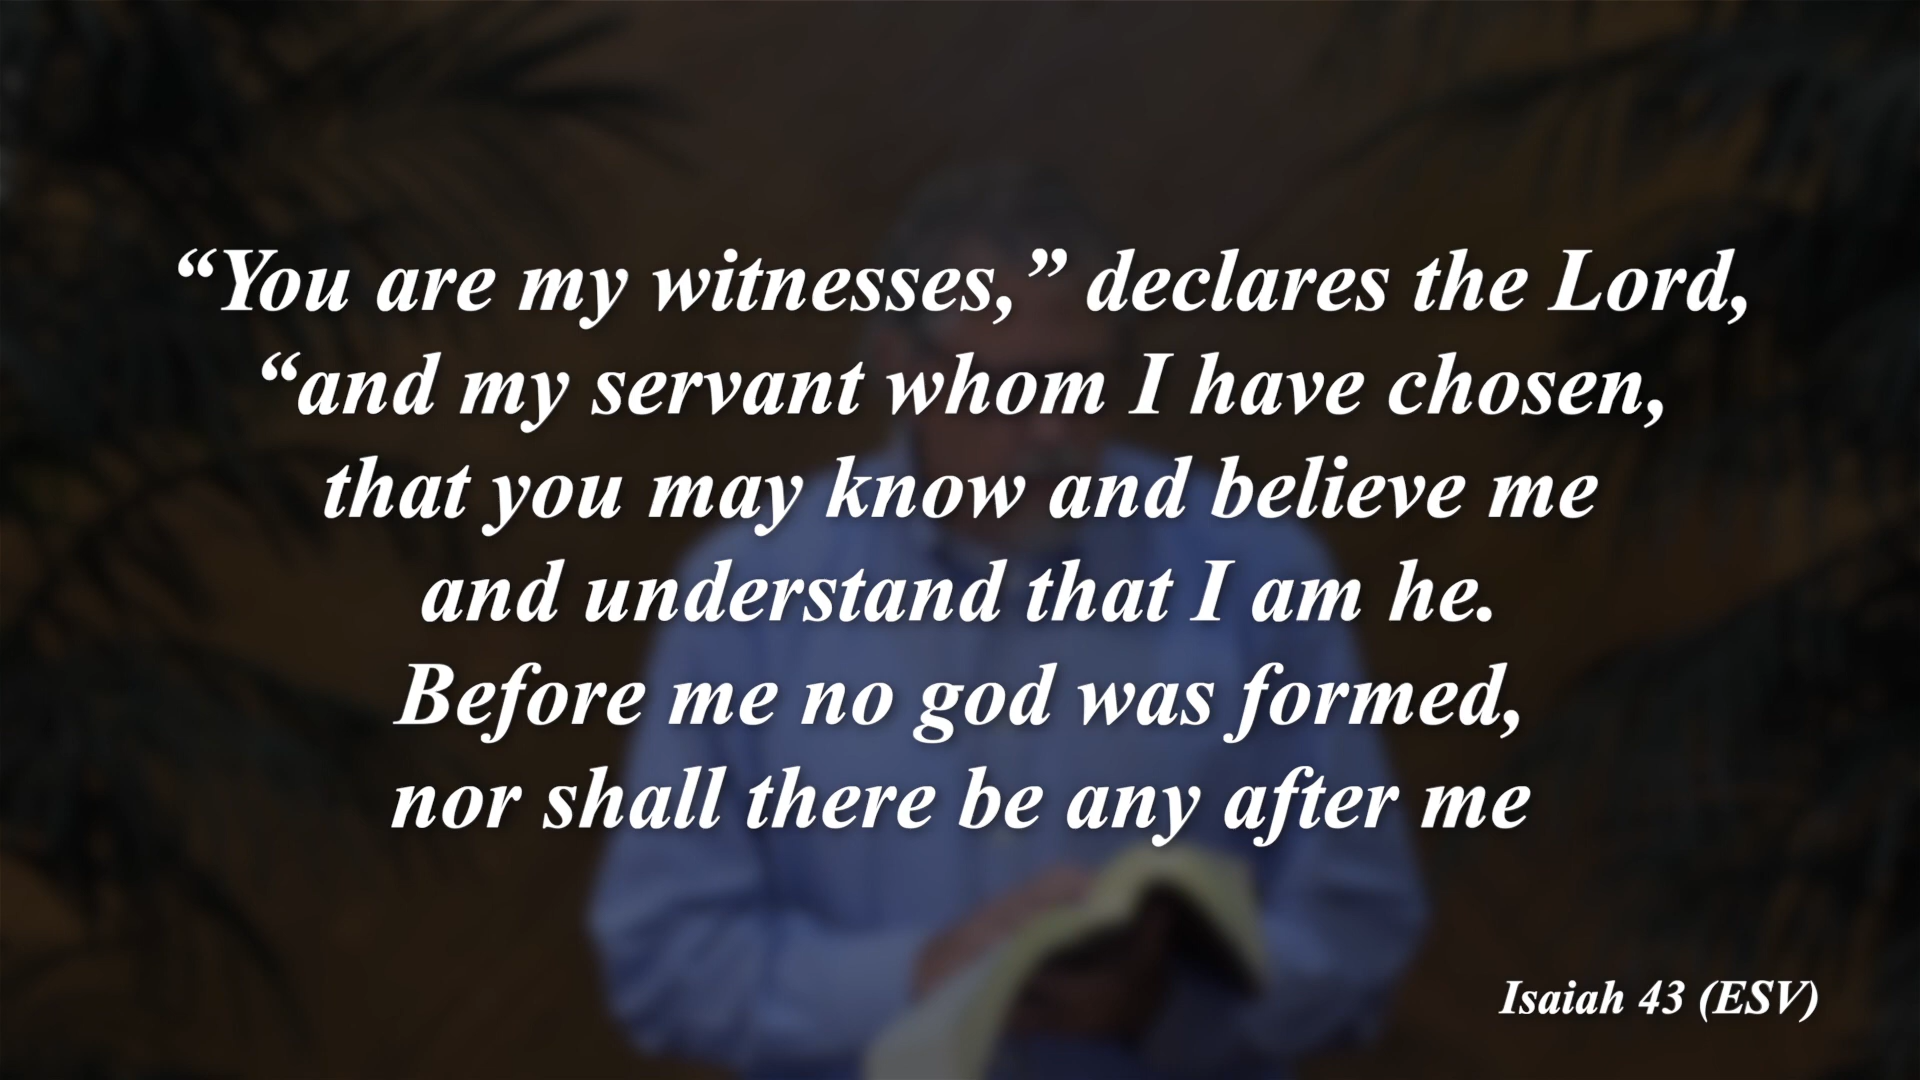 “You are my witnesses,” declares the Lord,
“and my servant whom I have chosen,
that you may know and believe me
and understand that I am he.
Before me no god was formed,
nor shall there be any after me
Isaiah 43 (ESV)